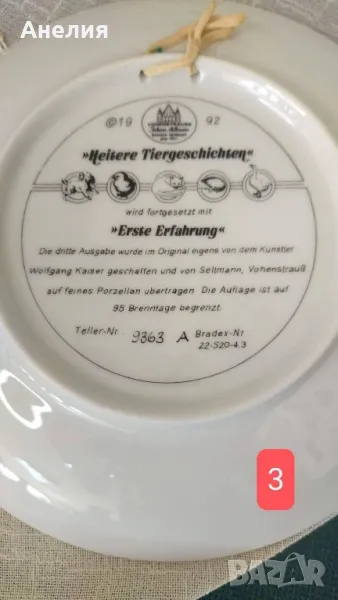 Анелия
©19 92
»Heitere Tiergeschichten«
wird fortgesetzt mit
»Erste Erfahrung«
Die dritte Ausgabe wurde im Original eigens von dem Künstler
Wolfgang Kaiser geschaffen und von Seltmann, Vohenstrauß
auf feines Porzellan übertragen. Die Auflage ist auf
95 Brenntage begrenzt.
Teller-Nr. 9363 A Bradex-Nr
22-S20-4.3
3
BAZAR